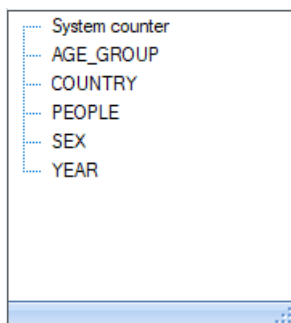 System counter
AGE_GROUP
COUNTRY
PEOPLE
SEX
YEAR